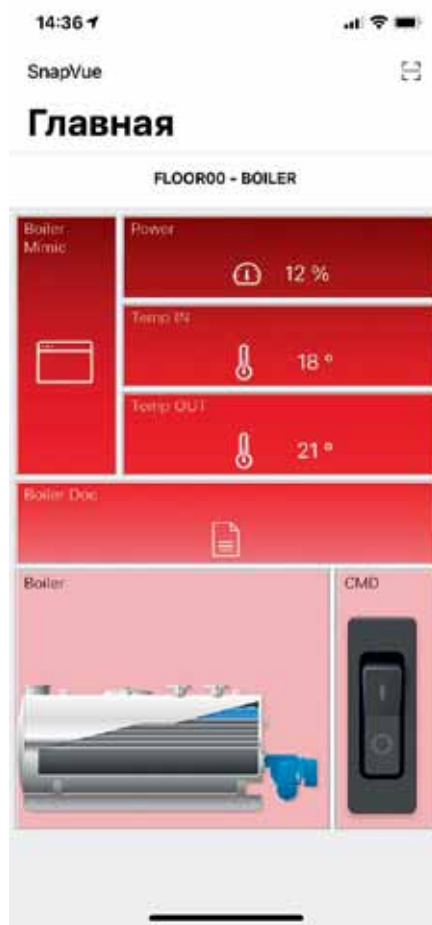 14:36
SnapVue
Главная
FLOOR00 - BOILER
Boiler
Mimic
Power
12 %
Temp IN
18 °
Temp OUT
21 °
Boiler Doc
Boiler
CMD